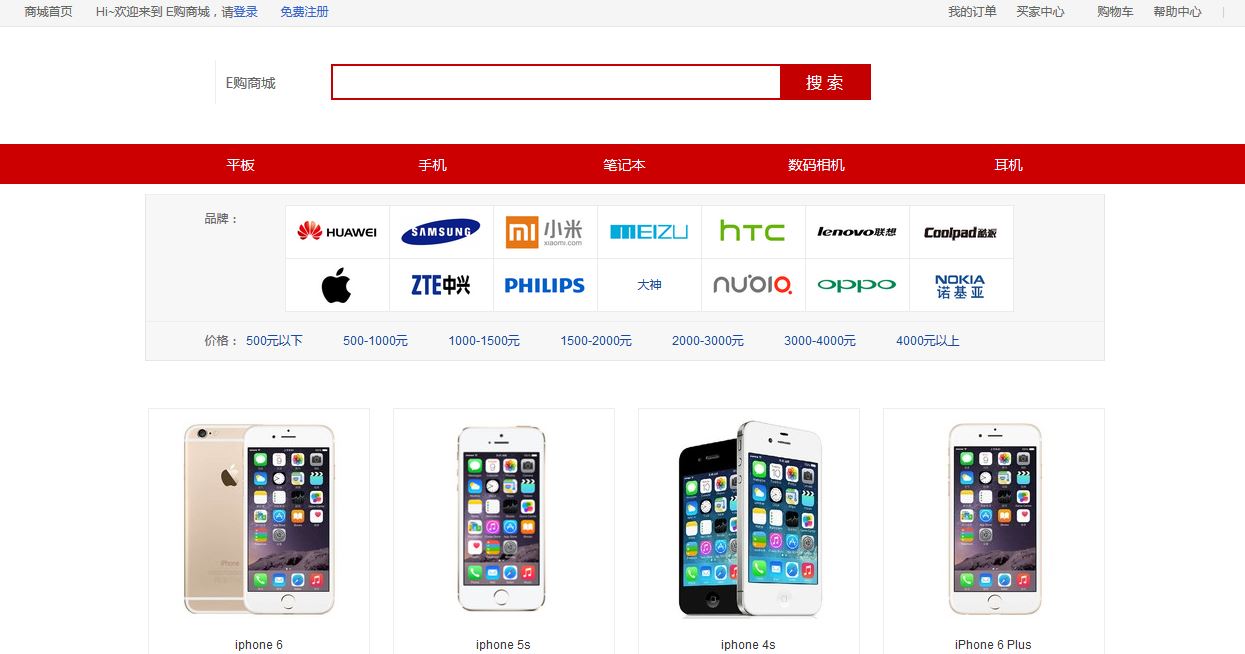 商城首页 Hi~欢迎来到 E购商城，请登录 免费注册 我的订单 买家中心 购物车 帮助中心 |
E购商城 搜 索
平板 手机 笔记本 数码相机 耳机
品牌： HUAWEI SAMSUNG 小米 xiaomi.com MEIZU hTC lenovo联想 Coolpad酷派
ZTE中兴 PHILIPS 大神 nubia oppo NOKIA 诺基亚
价格： 500元以下 500-1000元 1000-1500元 1500-2000元 2000-3000元 3000-4000元 4000元以上
iPhone
iphone 6 iphone 5s iphone 4s iPhone 6 Plus